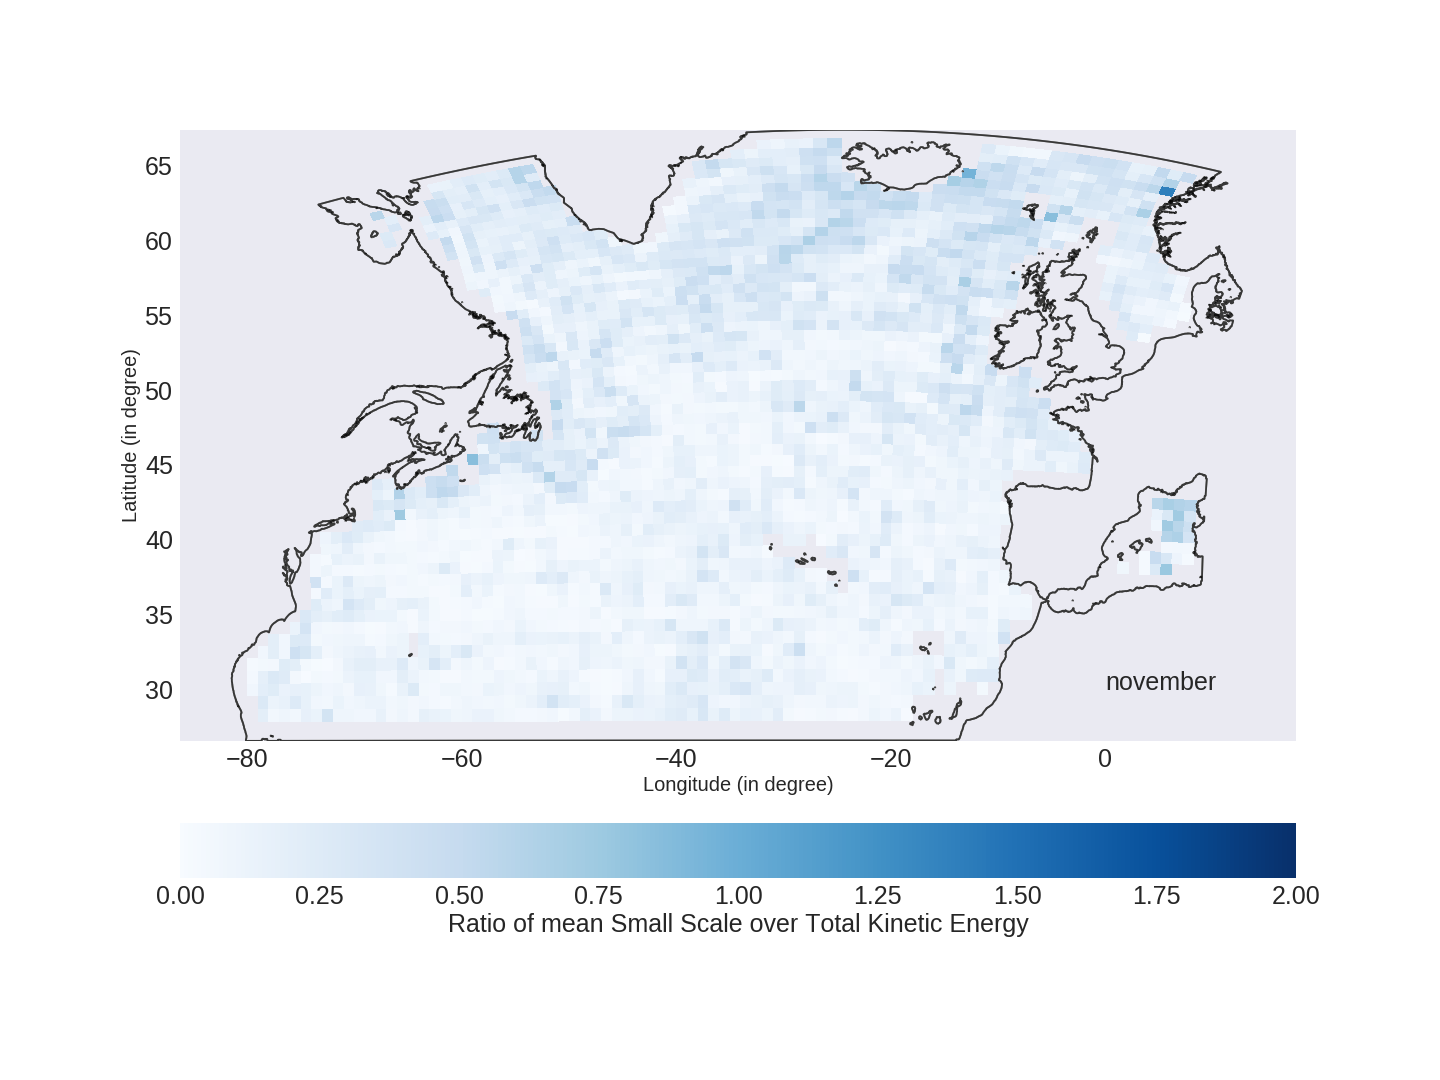 65
60
55
50
45
40
35
30
Latitude (in degree)
november
−80 −60 −40 −20 0
Longitude (in degree)
0.00 0.25 0.50 0.75 1.00 1.25 1.50 1.75 2.00
Ratio of mean Small Scale over Total Kinetic Energy